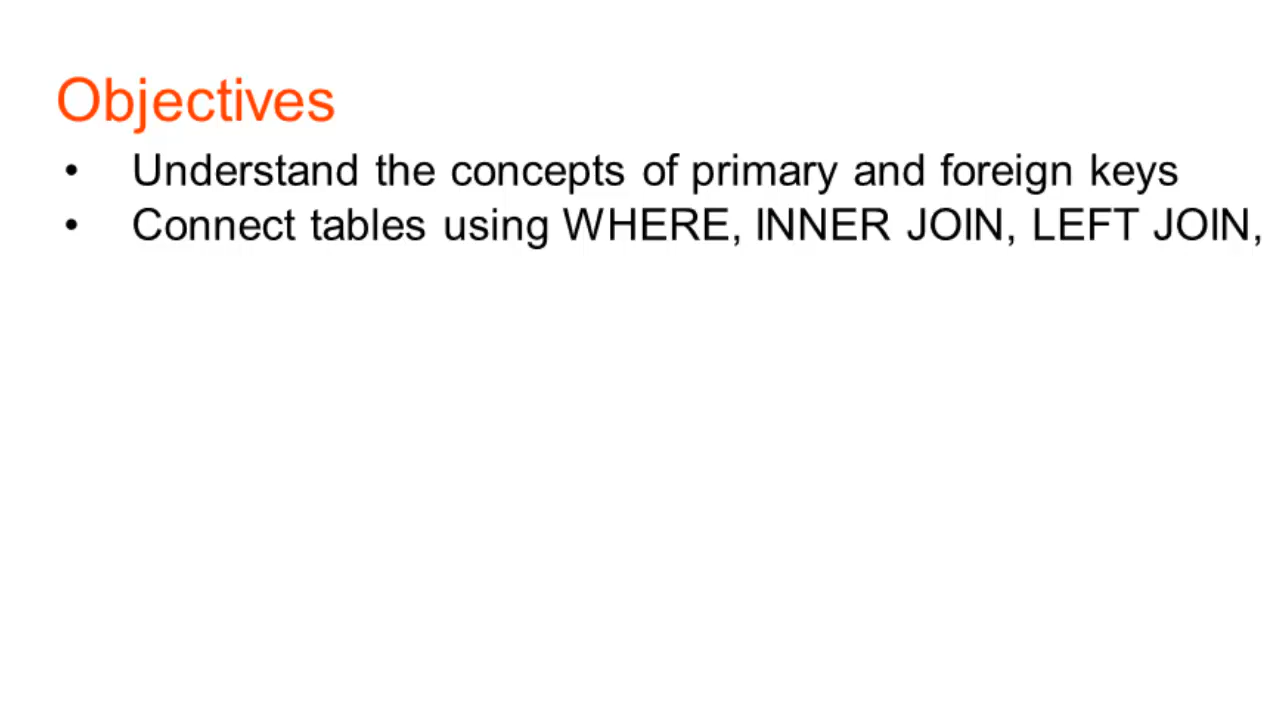 Objectives
• Understand the concepts of primary and foreign keys
• Connect tables using WHERE, INNER JOIN, LEFT JOIN,